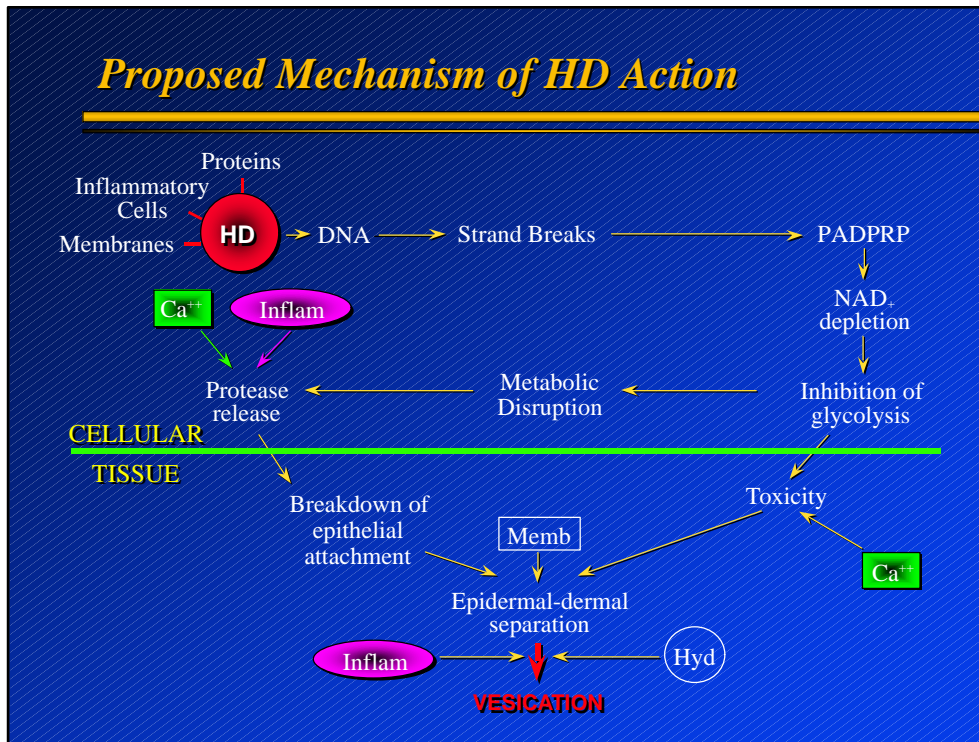 Proposed Mechanism of HD Action
Proteins
Inflammatory
Cells
Membranes
HD
DNA
Strand Breaks
PADPRP
Ca++
Inflam
NAD+
depletion
Protease
release
Metabolic
Disruption
Inhibition of
glycolysis
CELLULAR
TISSUE
Breakdown of
epithelial
attachment
Memb
Toxicity
Ca++
Epidermal-dermal
separation
Inflam
Hyd
VESICATION